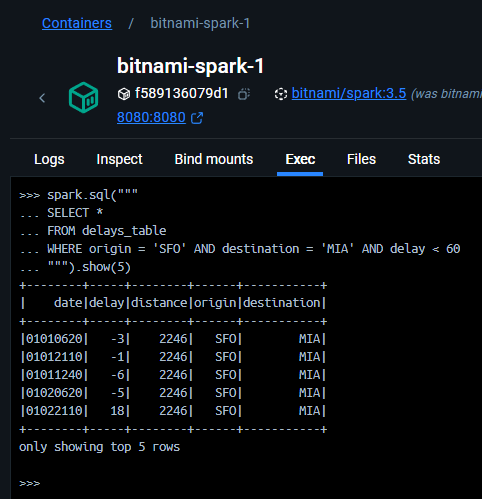 Containers / bitnami-spark-1
bitnami-spark-1
f589136079d1 bitnami/spark:3.5 (was bitnami
8080:8080
Logs Inspect Bind mounts Exec Files Stats
>>> spark.sql("""
... SELECT *
... FROM delays_table
... WHERE origin = 'SFO' AND destination = 'MIA' AND delay < 60
... """).show(5)
+--------+-----+--------+------+-----------+
|    date|delay|distance|origin|destination|
+--------+-----+--------+------+-----------+
|01010620|   -3|    2246|   SFO|        MIA|
|01012110|   -1|    2246|   SFO|        MIA|
|01011240|   -6|    2246|   SFO|        MIA|
|01020620|   -5|    2246|   SFO|        MIA|
|01022110|   18|    2246|   SFO|        MIA|
+--------+-----+--------+------+-----------+
only showing top 5 rows
>>>